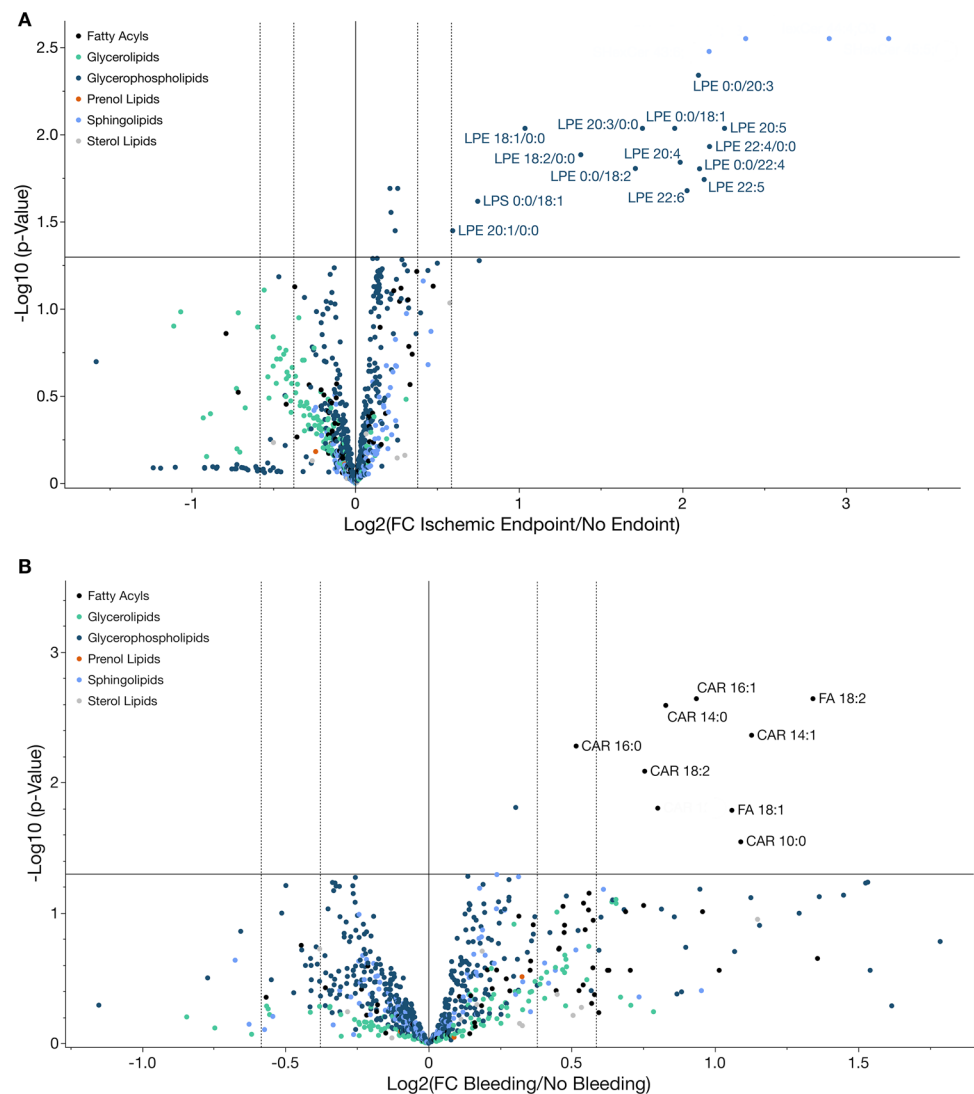 A
2.5
2.0
1.5
1.0
0.5
0
-Log10 (p-Value)
Fatty Acyls
Glycerolipids
Glycerophospholipids
Prenol Lipids
Sphingolipids
Sterol Lipids
LPE 0:0/20:3
LPE 20:3/0:0
LPE 0:0/18:1
LPE 20:5
LPE 18:1/0:0
LPE 22:4/0:0
LPE 18:2/0:0
LPE 20:4
LPE 0:0/22:4
LPE 0:0/18:2
LPE 22:5
LPE 22:6
LPS 0:0/18:1
LPE 20:1/0:0
-1
0
1
2
3
Log2(FC Ischemic Endpoint/No Endoint)
B
3
2
1
0
-Log10 (p-Value)
Fatty Acyls
Glycerolipids
Glycerophospholipids
Prenol Lipids
Sphingolipids
Sterol Lipids
CAR 16:1
FA 18:2
CAR 14:0
CAR 14:1
CAR 16:0
CAR 18:2
FA 18:1
CAR 10:0
-1.0
-0.5
0
0.5
1.0
1.5
Log2(FC Bleeding/No Bleeding)